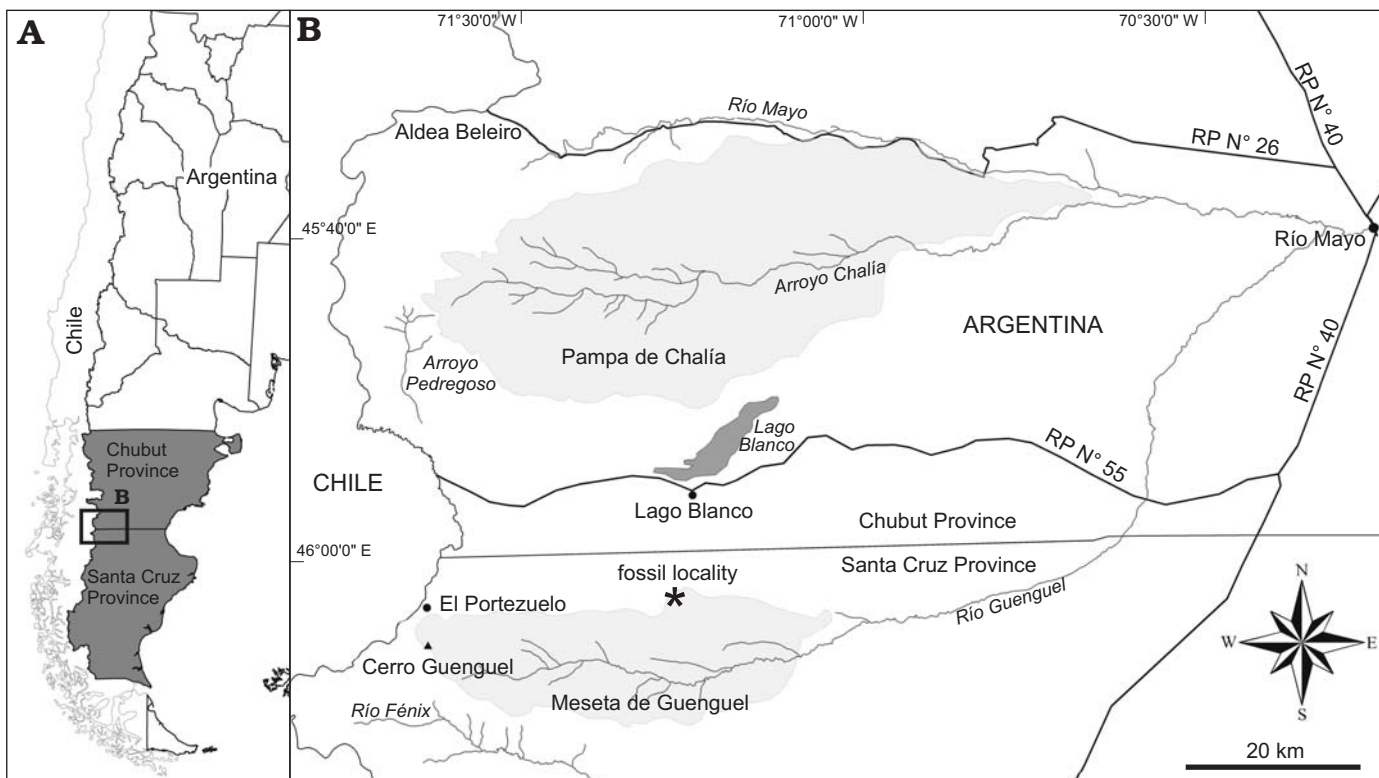 A
Argentina
Chile
Chubut
Province
B
Santa Cruz
Province
B
71°30'0" W
71°00'0" W
70°30'0" W
Río Mayo
RP N° 40
Aldea Beleiro
RP N° 26
45°40'0" E
Río Mayo
Arroyo Chalía
ARGENTINA
Arroyo
Pedregoso
Pampa de Chalía
RP N° 40
Lago
Blanco
RP N° 55
CHILE
Lago Blanco
Chubut Province
46°00'0" E
Santa Cruz Province
fossil locality
*
El Portezuelo
Río Guenguel
Cerro Guenguel
Meseta de Guenguel
Río Fénix
N
W
E
S
20 km